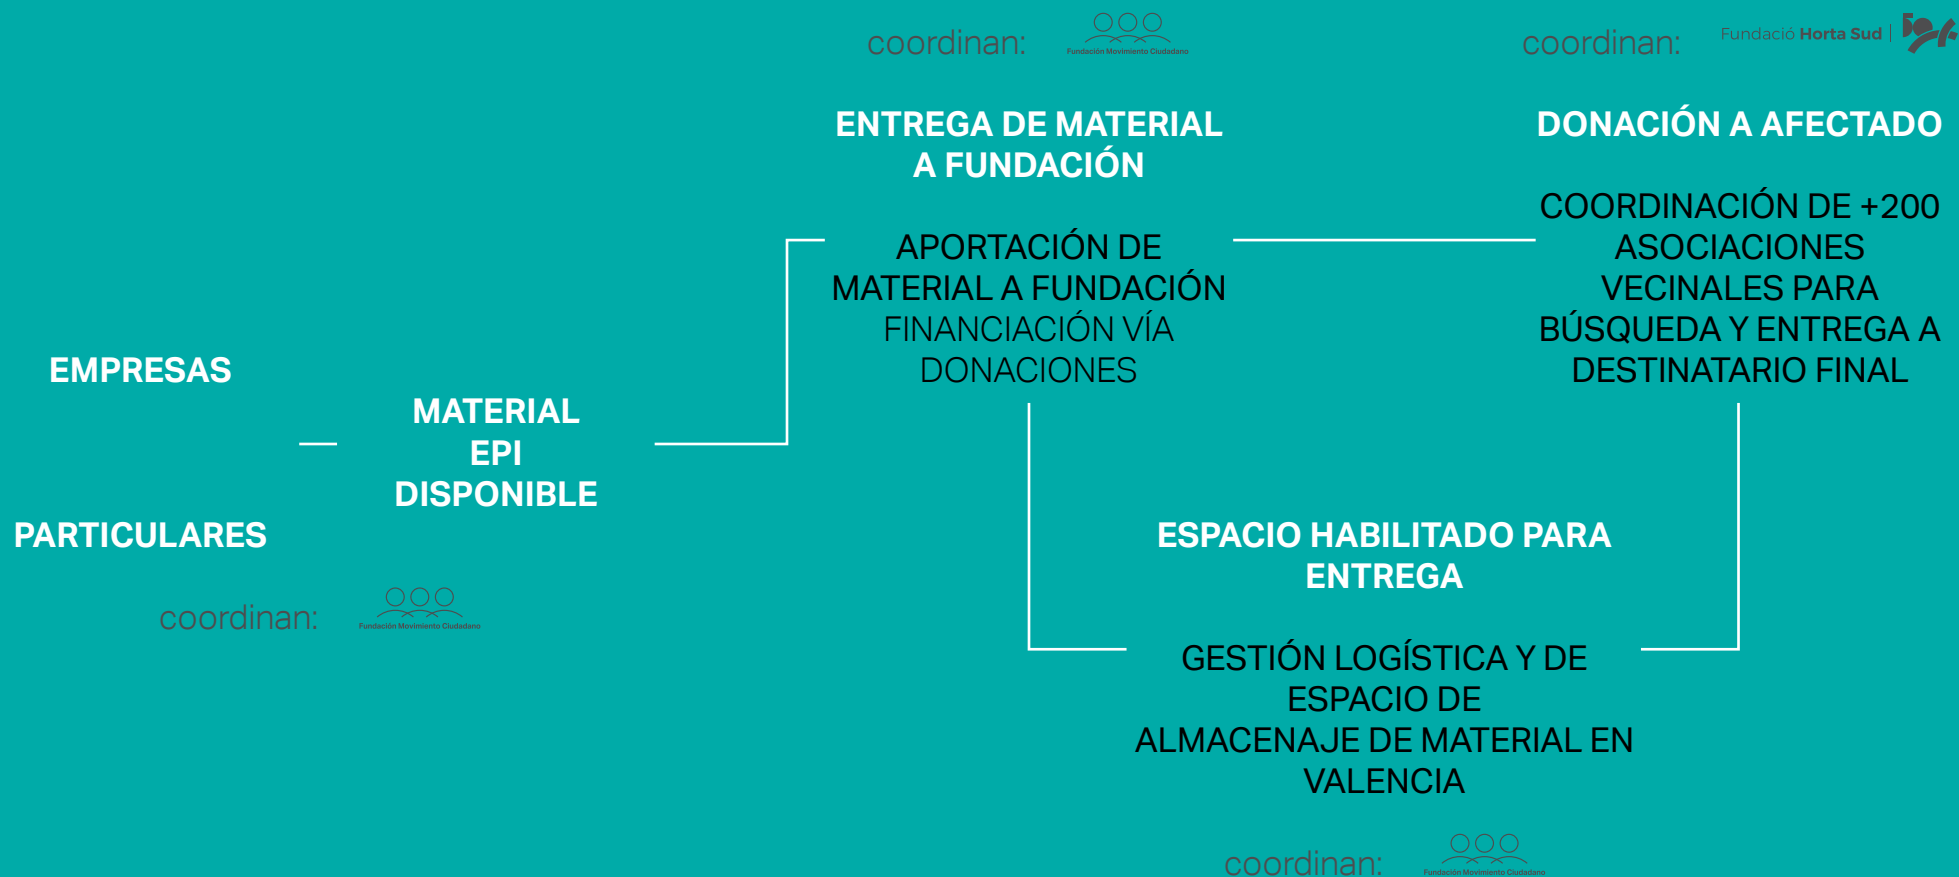 EMPRESAS
PARTICULARES
MATERIAL
EPI
DISPONIBLE
coordinan:
Fundación Movimiento Ciudadano
coordinan:
Fundación Movimiento Ciudadano
ENTREGA DE MATERIAL
A FUNDACIÓN
APORTACIÓN DE
MATERIAL A FUNDACIÓN
FINANCIACIÓN VÍA
DONACIONES
coordinan:
Fundació Horta Sud
DONACIÓN A AFECTADO
COORDINACIÓN DE +200
ASOCIACIONES
VECINALES PARA
BÚSQUEDA Y ENTREGA A
DESTINATARIO FINAL
ESPACIO HABILITADO PARA
ENTREGA
GESTIÓN LOGÍSTICA Y DE
ESPACIO DE
ALMACENAJE DE MATERIAL EN
VALENCIA
coordinan:
Fundación Movimiento Ciudadano